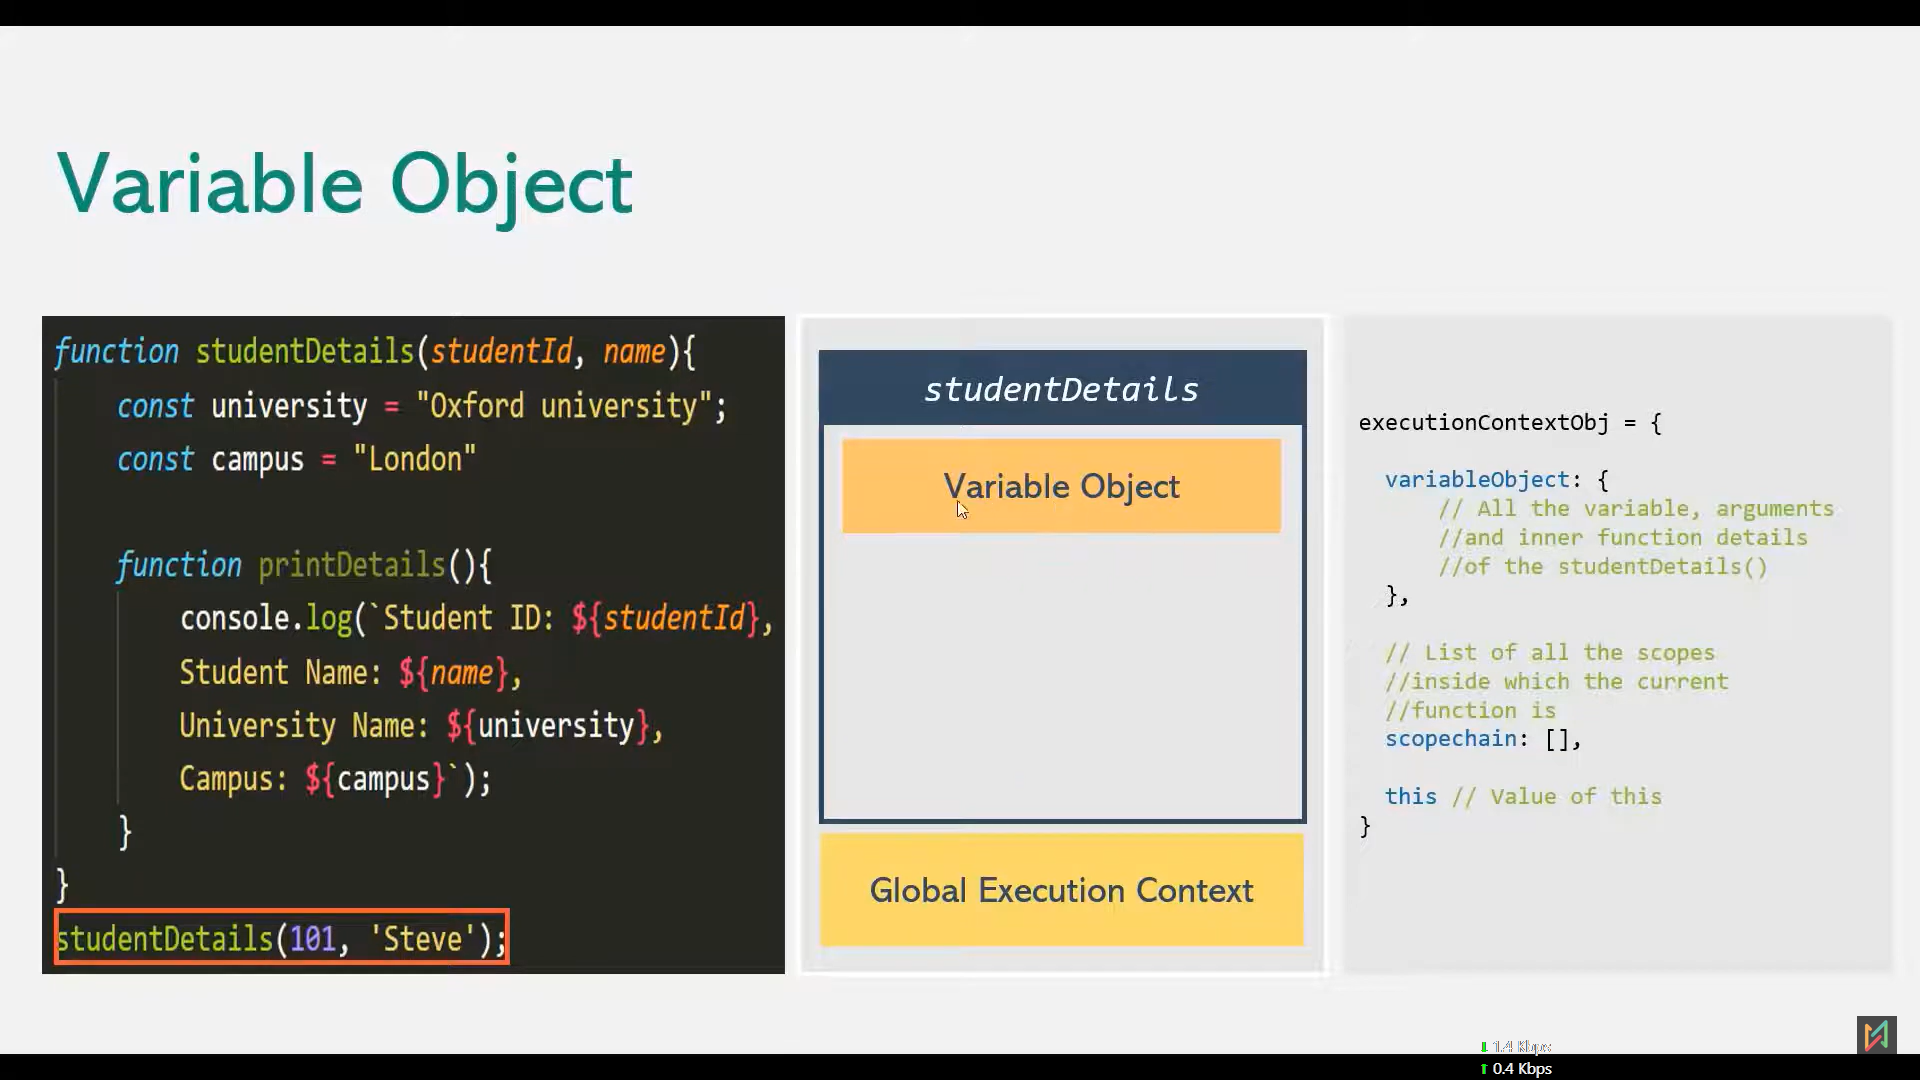 Variable Object
function studentDetails(studentId, name){
const university = "Oxford university";
const campus = "London"
function printDetails(){
console.log(`Student ID: ${studentId},
Student Name: ${name},
University Name: ${university},
Campus: ${campus}`);
}
}
studentDetails(101, 'Steve');
studentDetails
Variable Object
Global Execution Context
executionContextObj = {
variableObject: {
// All the variable, arguments
//and inner function details
//of the studentDetails()
},
// List of all the scopes
//inside which the current
//function is
scopechain: [],
this // Value of this
}
↓ 1.4 Kbps
↑ 0.4 Kbps